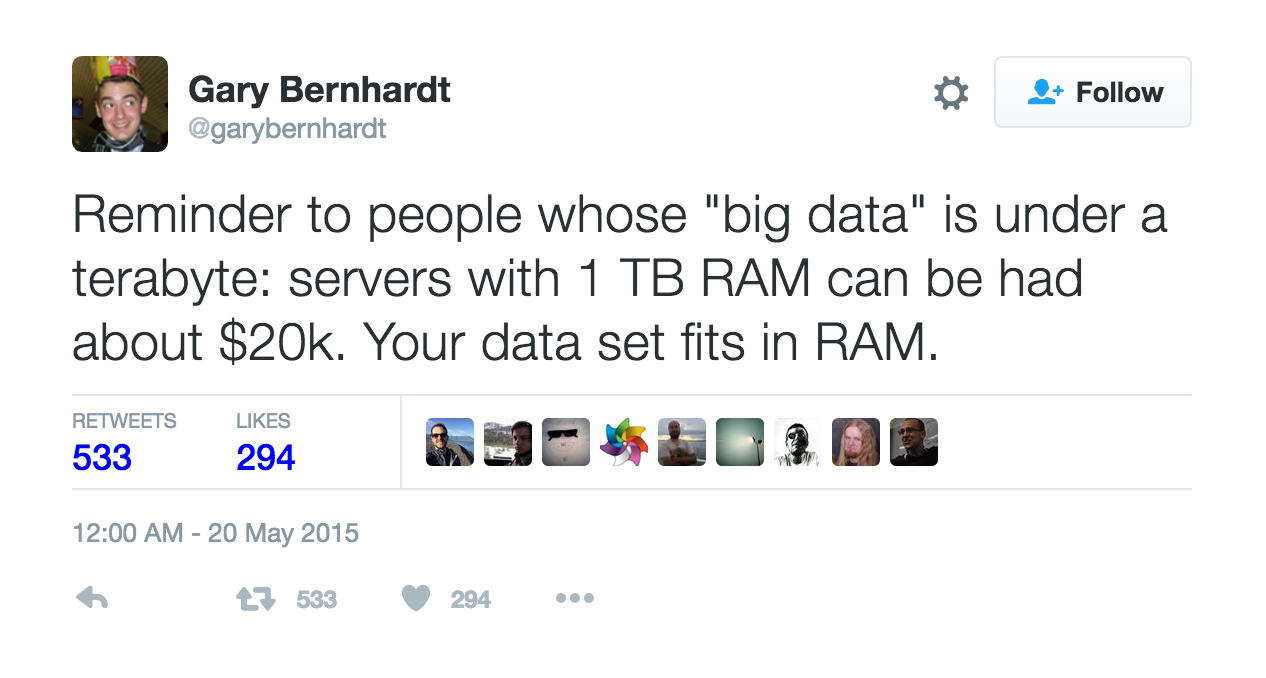 Gary Bernhardt
@garybernhardt
Follow
Reminder to people whose "big data" is under a
terabyte: servers with 1 TB RAM can be had
about $20k. Your data set fits in RAM.
RETWEETS LIKES
533 294
12:00 AM - 20 May 2015
533 294